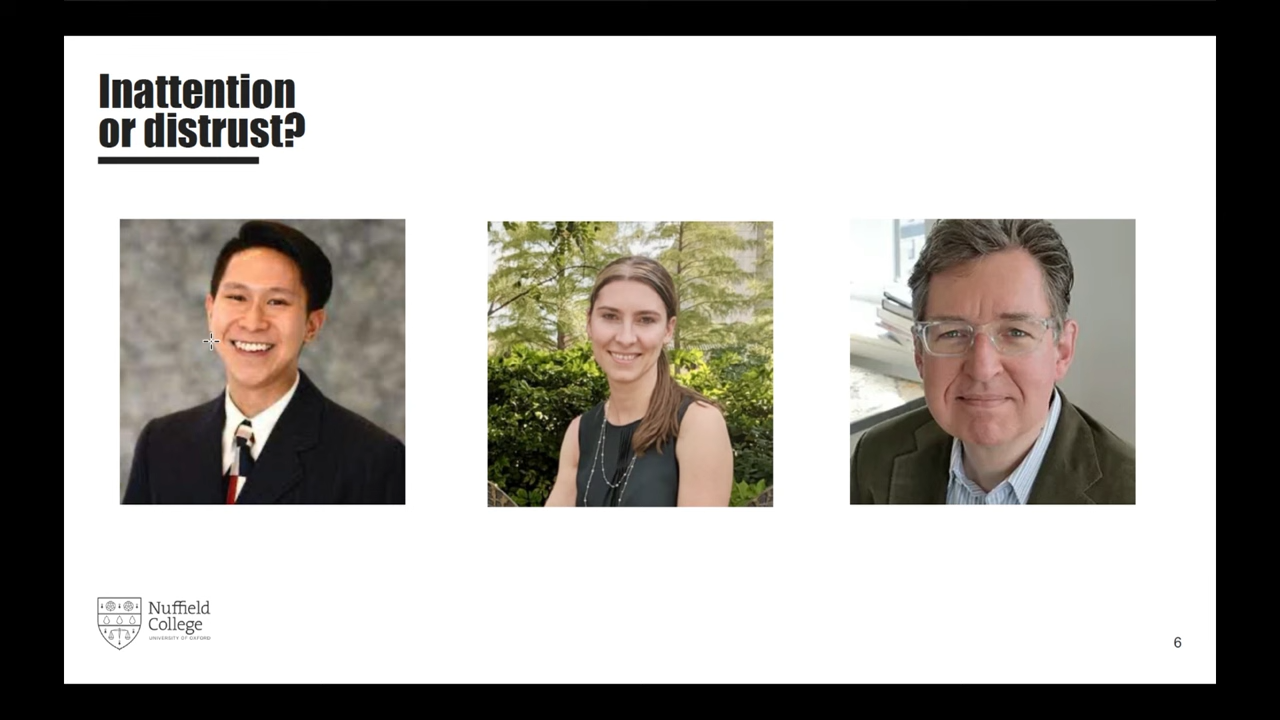 Inattention
or distrust?
Nuffield
College
UNIVERSITY OF OXFORD
6